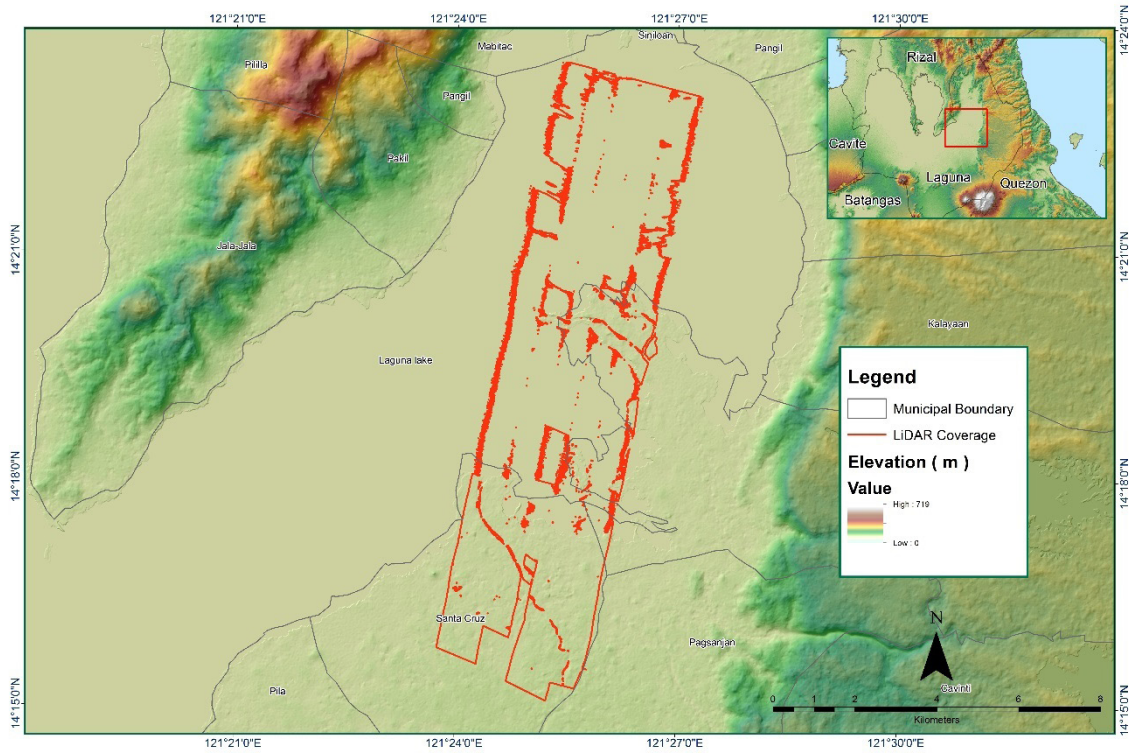 121°21'0"E
121°24'0"E
121°27'0"E
121°30'0"E
14°24'0"N
14°21'0"N
14°18'0"N
14°15'0"N
Siniloan
Mabitac
Pangil
Pililla
Pangil
Pakil
Jala-Jala
Laguna lake
Kalayaan
Santa Cruz
Pagsanjan
Pila
Cavinti
Rizal
Cavite
Laguna
Quezon
Batangas
Legend
Municipal Boundary
LiDAR Coverage
Elevation ( m )
Value
High : 719
Low : 0
N
0 1 2 4 6 8
Kilometers
14°24'0"N
14°21'0"N
14°18'0"N
14°15'0"N
121°21'0"E
121°24'0"E
121°27'0"E
121°30'0"E